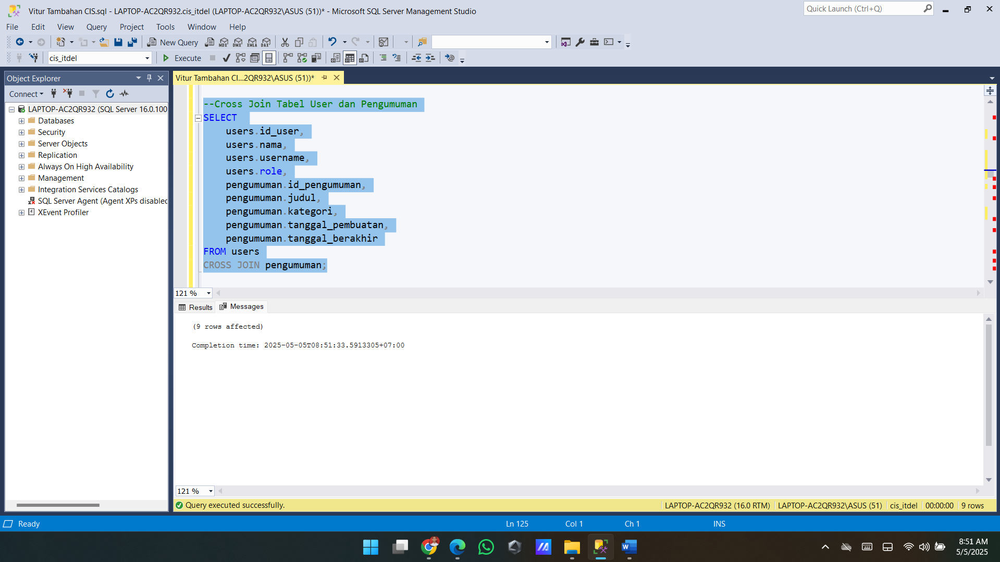 Vitur Tambahan CIS.sql - LAPTOP-AC2QR932.cis_itdel (LAPTOP-AC2QR932\ASUS (51))* - Microsoft SQL Server Management Studio
Quick Launch (Ctrl+Q)
File Edit View Query Project Tools Window Help
New Query MDX DMX XMLA DAX
cis_itdel Execute
Object Explorer
Vitur Tambahan CI...2QR932\ASUS (51))*
Connect
LAPTOP-AC2QR932 (SQL Server 16.0.100
Databases
Security
Server Objects
Replication
Always On High Availability
Management
Integration Services Catalogs
SQL Server Agent (Agent XPs disabled
XEvent Profiler
--Cross Join Tabel User dan Pengumuman
SELECT
users.id_user,
users.nama,
users.username,
users.role,
pengumuman.id_pengumuman,
pengumuman.judul,
pengumuman.kategori,
pengumuman.tanggal_pembuatan,
pengumuman.tanggal_berakhir
FROM users
CROSS JOIN pengumuman;
121 %
Results Messages
(9 rows affected)
Completion time: 2025-05-05T08:51:33.5913305+07:00
121 %
Query executed successfully.
LAPTOP-AC2QR932 (16.0 RTM) LAPTOP-AC2QR932\ASUS (51) cis_itdel 00:00:00 9 rows
Ready Ln 125 Col 1 Ch 1 INS
8:51 AM
5/5/2025